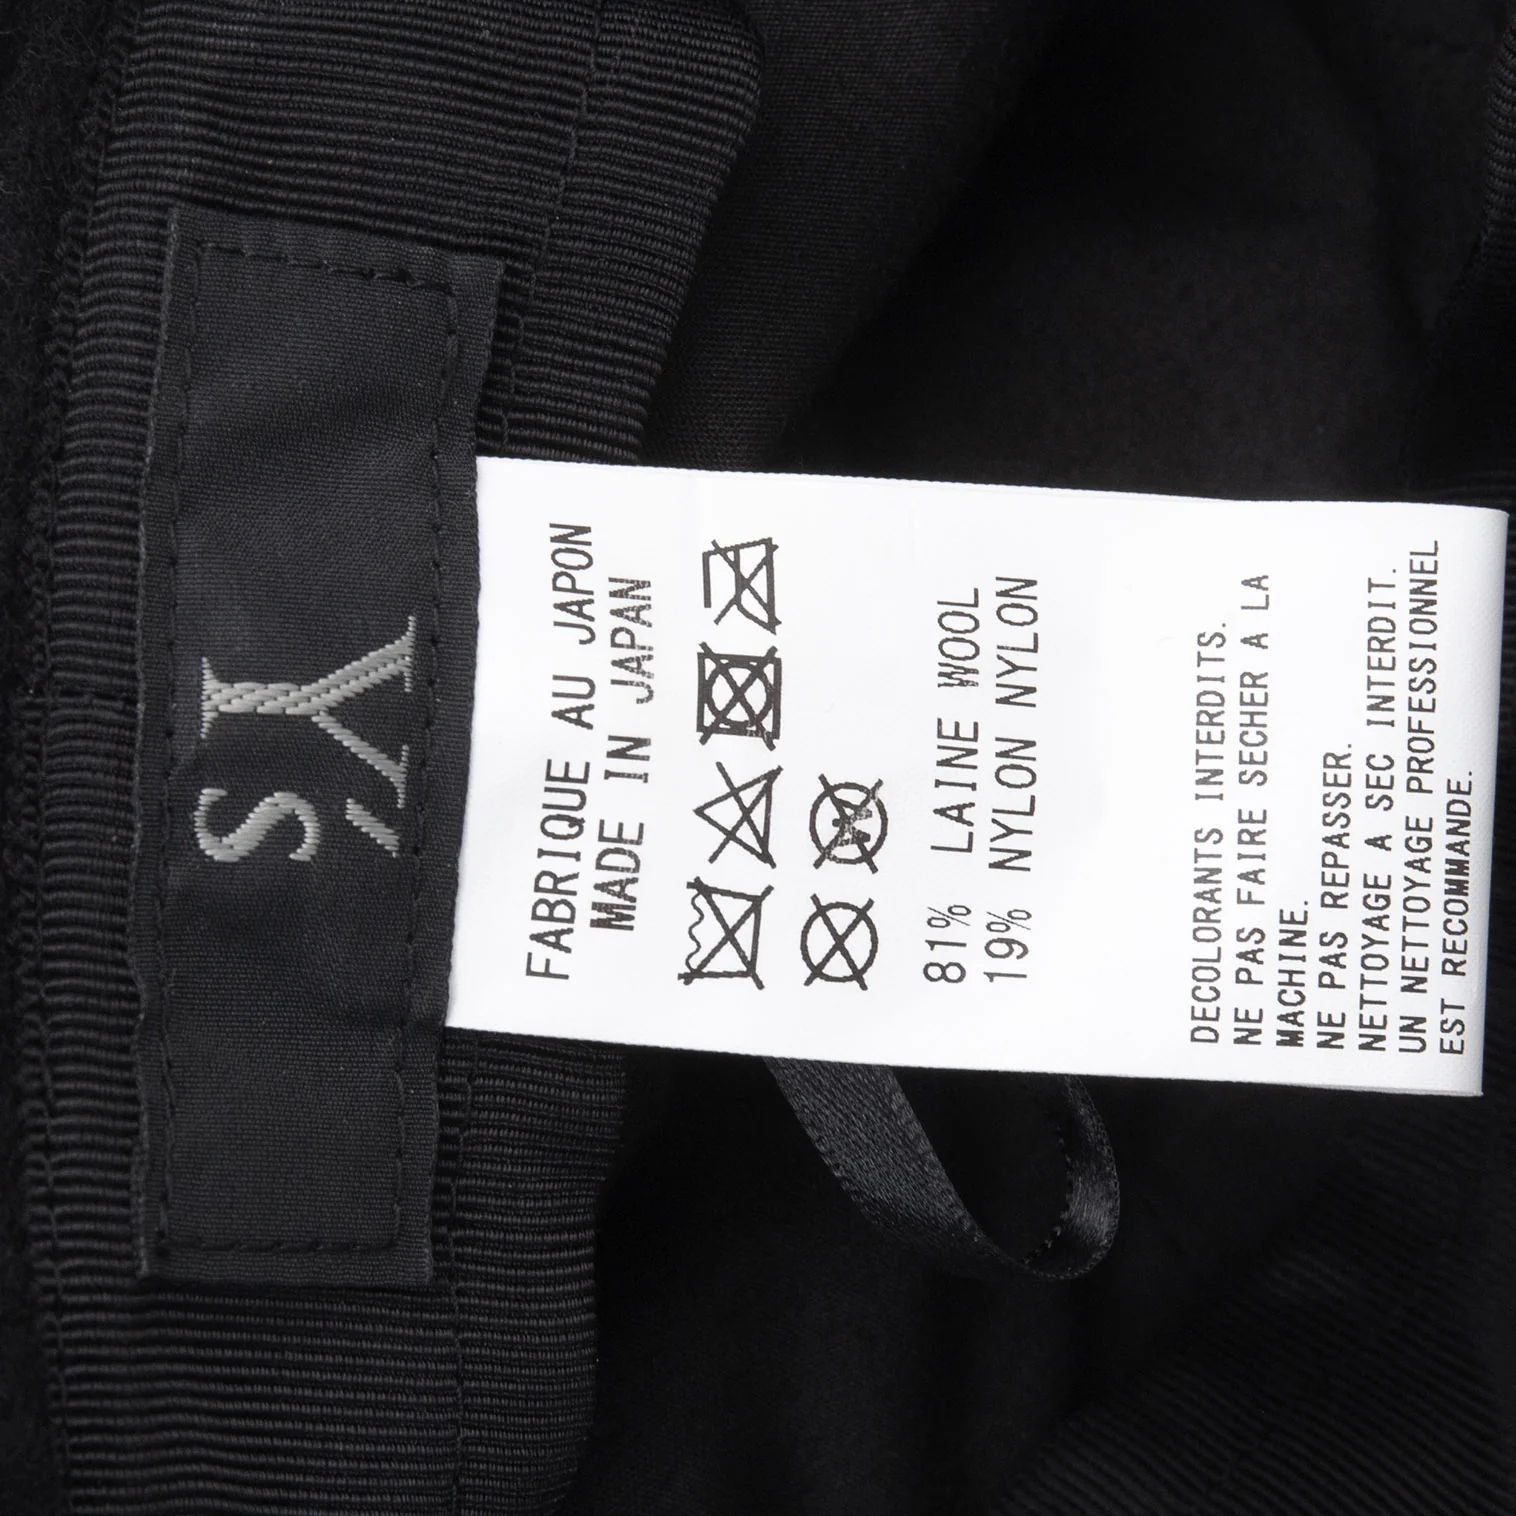 Y's
FABRIQUE AU JAPON
MADE IN JAPAN
81% LAINE WOOL
19% NYLON NYLON
DECOLORANTS INTERDITS.
NE PAS FAIRE SECHER A LA
MACHINE.
NE PAS REPASSER.
NETTOYAGE A SEC INTERDIT.
UN NETTOYAGE PROFESSIONNEL
EST RECOMMANDE.